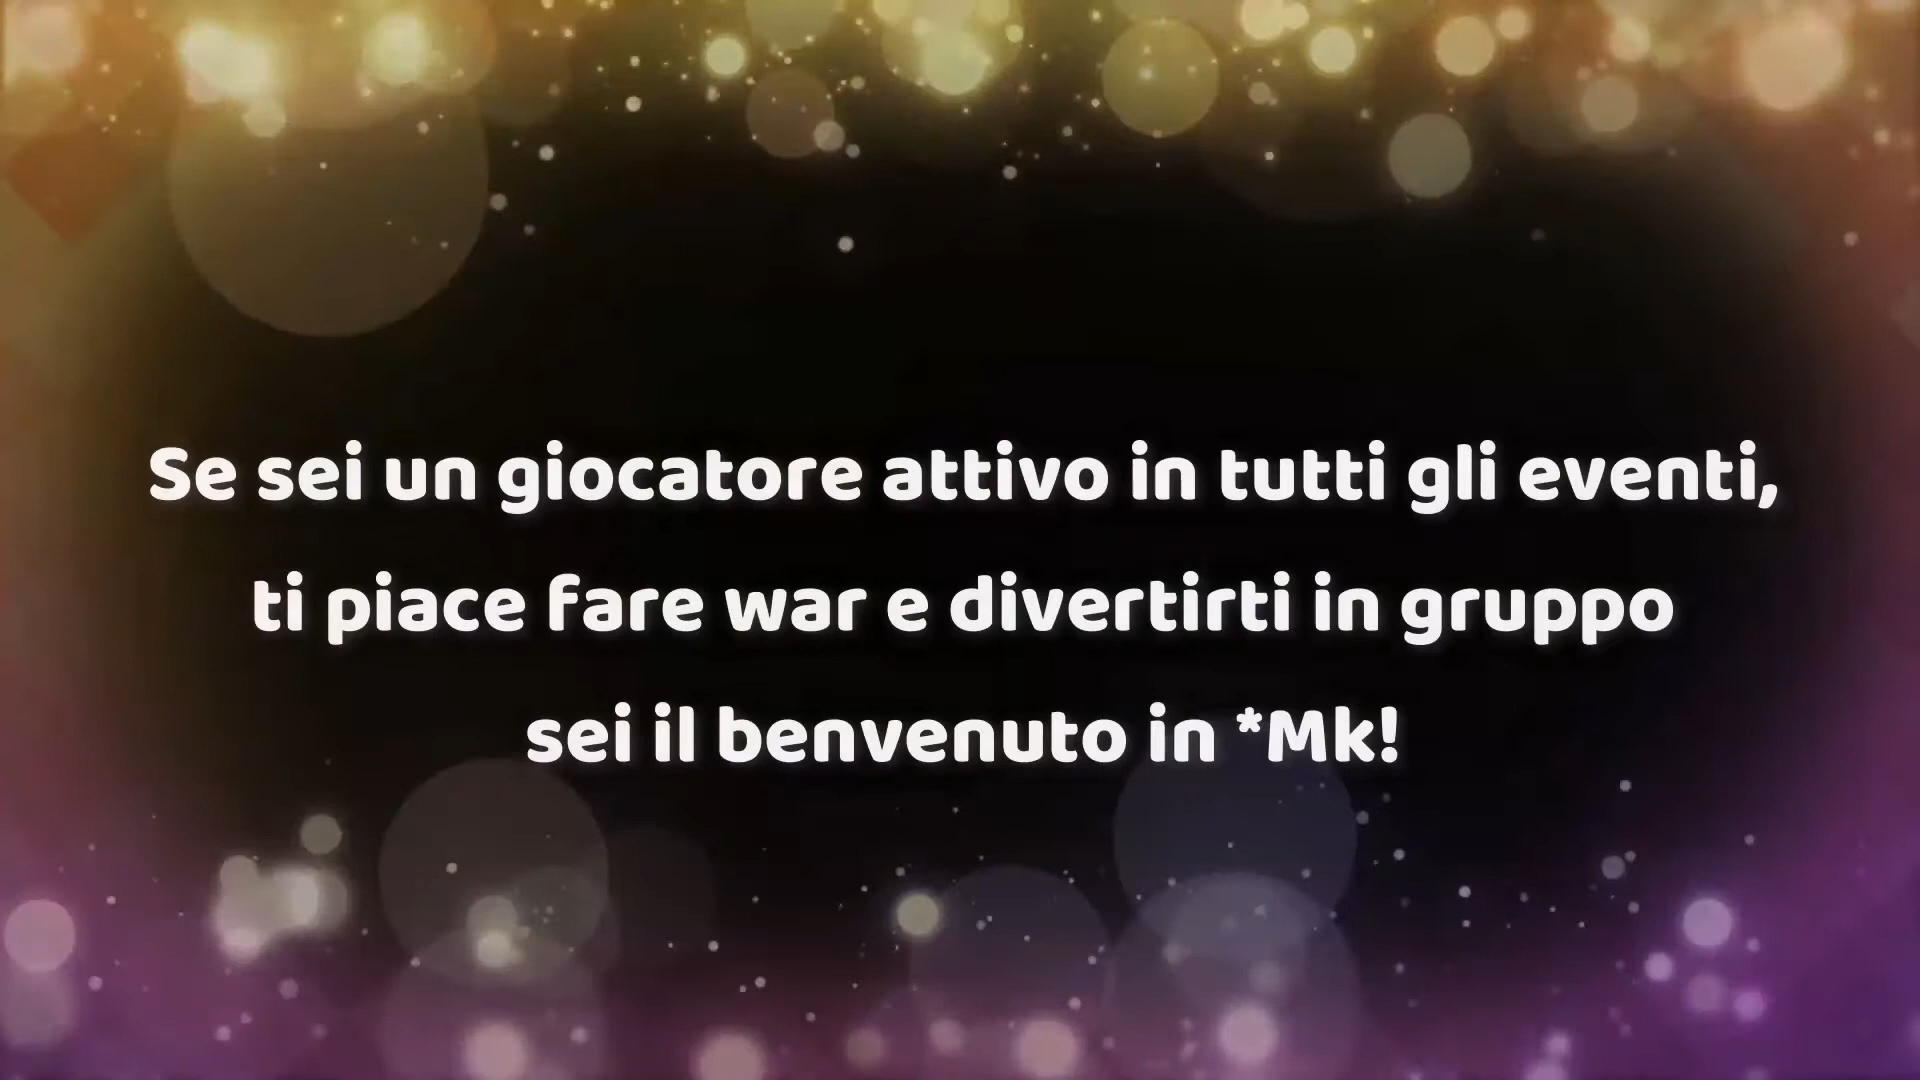 Se sei un giocatore attivo in tutti gli eventi,
ti piace fare war e divertirti in gruppo
sei il benvenuto in *Mk!